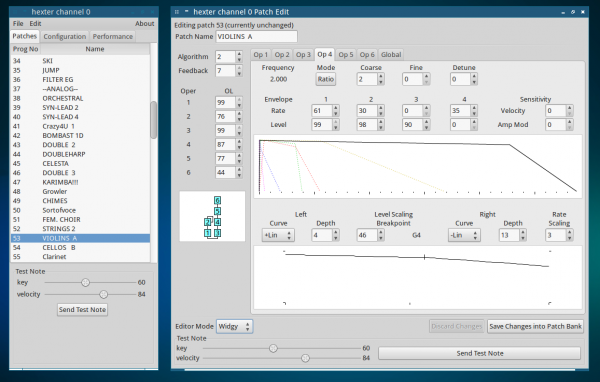 hexter channel 0
File Edit About
Patches Configuration Performance
Prog No Name
34 SKI
35 JUMP
36 FILTER EG
37 --ANALOG--
38 ORCHESTRAL
39 SYN-LEAD 2
40 SYN-LEAD 4
41 Crazy4U 1
42 BOMBAST 1D
43 DOUBLE 2
44 DOUBLEHARP
45 CELESTA
46 DOUBLE 3
47 KARIMBA!!!
48 Growler
49 CHIMES
50 Sortofvoce
51 FEM. CHOIR
52 STRINGS 2
53 VIOLINS A
54 CELLOS B
55 Clarinet
Test Note
key 60
velocity 84
Send Test Note
hexter channel 0 Patch Edit
Editing patch 53 (currently unchanged)
Patch Name VIOLINS A
Algorithm 2
Feedback 7
Oper OL
1 99
2 76
3 99
4 87
5 77
6 44
6
5
2 4
1 3
Op 1 Op 2 Op 3 Op 4 Op 5 Op 6 Global
Frequency Mode Coarse Fine Detune
2.000 Ratio 2 0 0
Envelope 1 2 3 4 Sensitivity
Rate 61 30 0 35 Velocity 0
Level 99 98 90 0 Amp Mod 0
Left Level Scaling Right Rate
Curve Depth Breakpoint Curve Depth Scaling
+Lin 4 46 G4 -Lin 13 3
Editor Mode Widgy Discard Changes Save Changes into Patch Bank
Test Note
key 60
velocity 84
Send Test Note